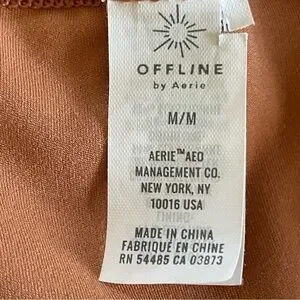 OFFLINE
by Aerie
M/M
AERIE™AEO
MANAGEMENT CO.
NEW YORK, NY
10016 USA
MADE IN CHINA
FABRIQUÉ EN CHINE
RN 54485 CA 03873